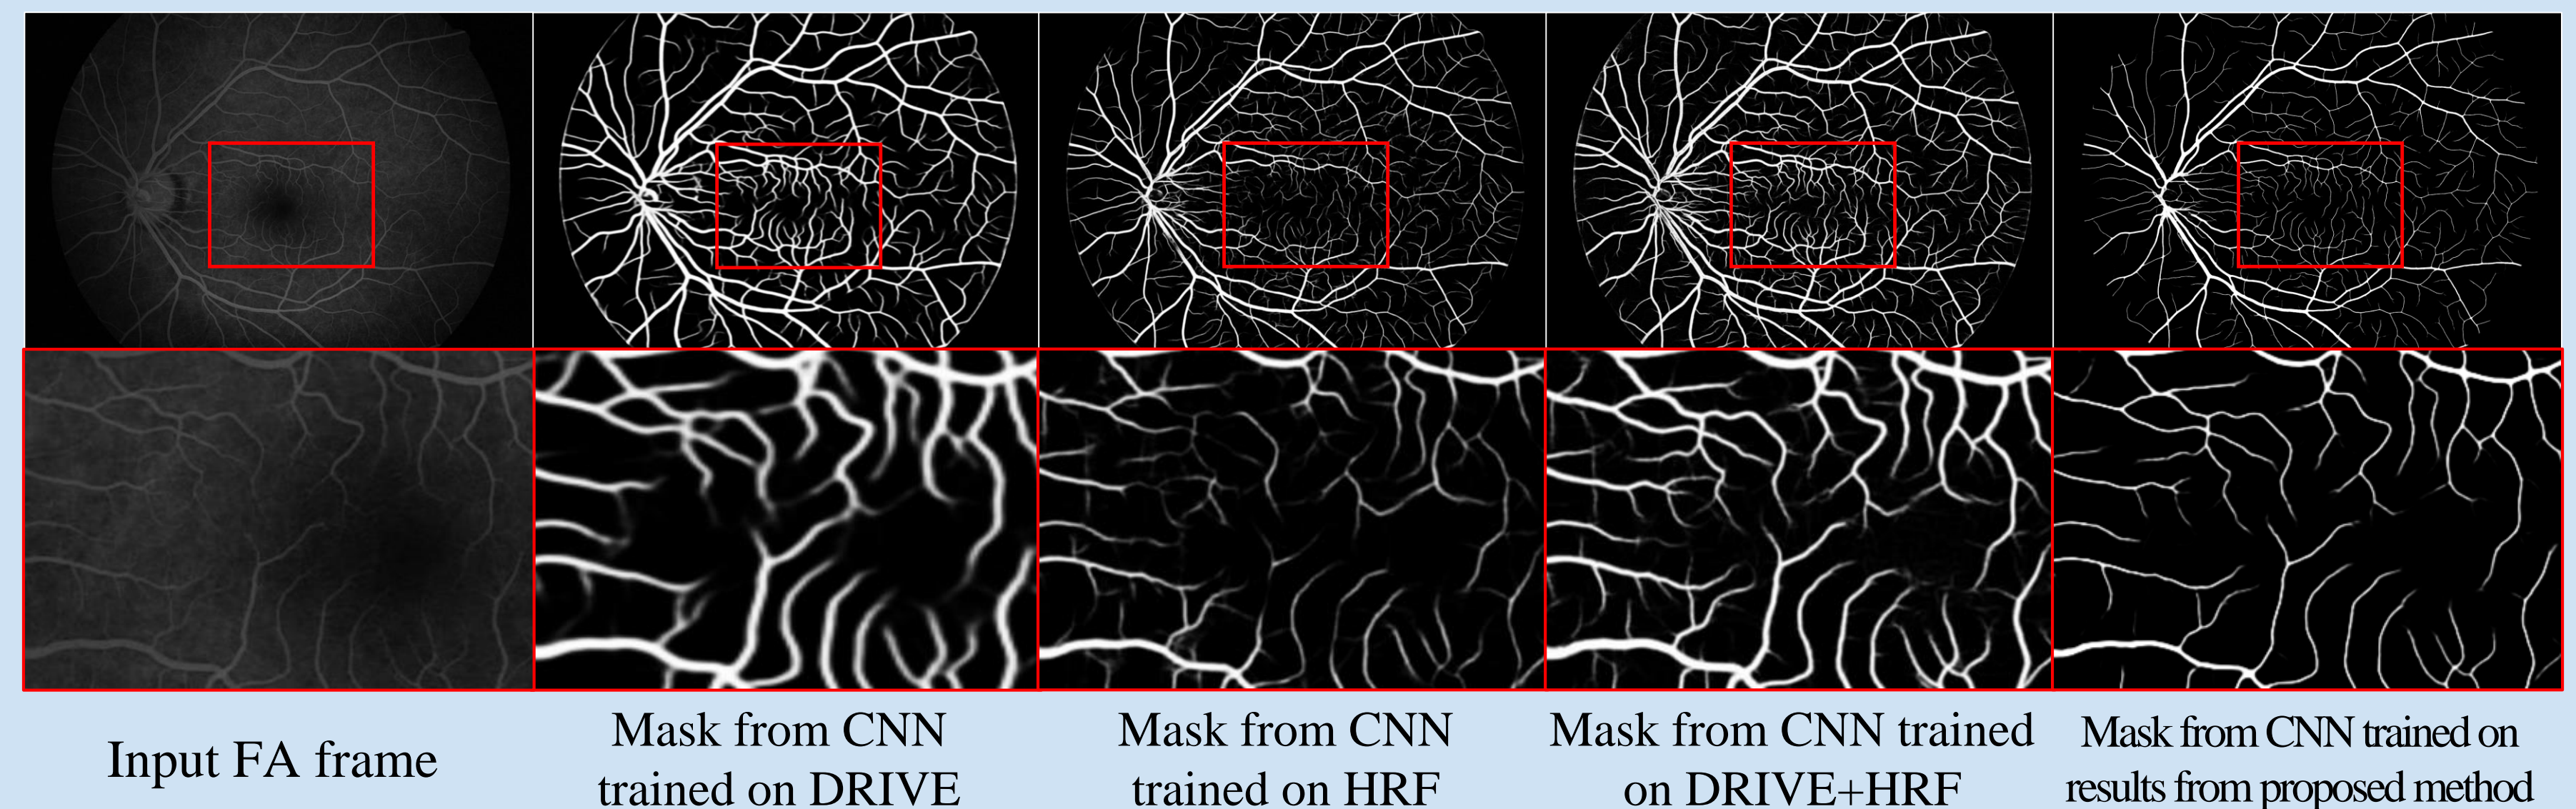 Input FA frame
Mask from CNN
trained on DRIVE
Mask from CNN
trained on HRF
Mask from CNN trained
on DRIVE+HRF
Mask from CNN trained on
results from proposed method